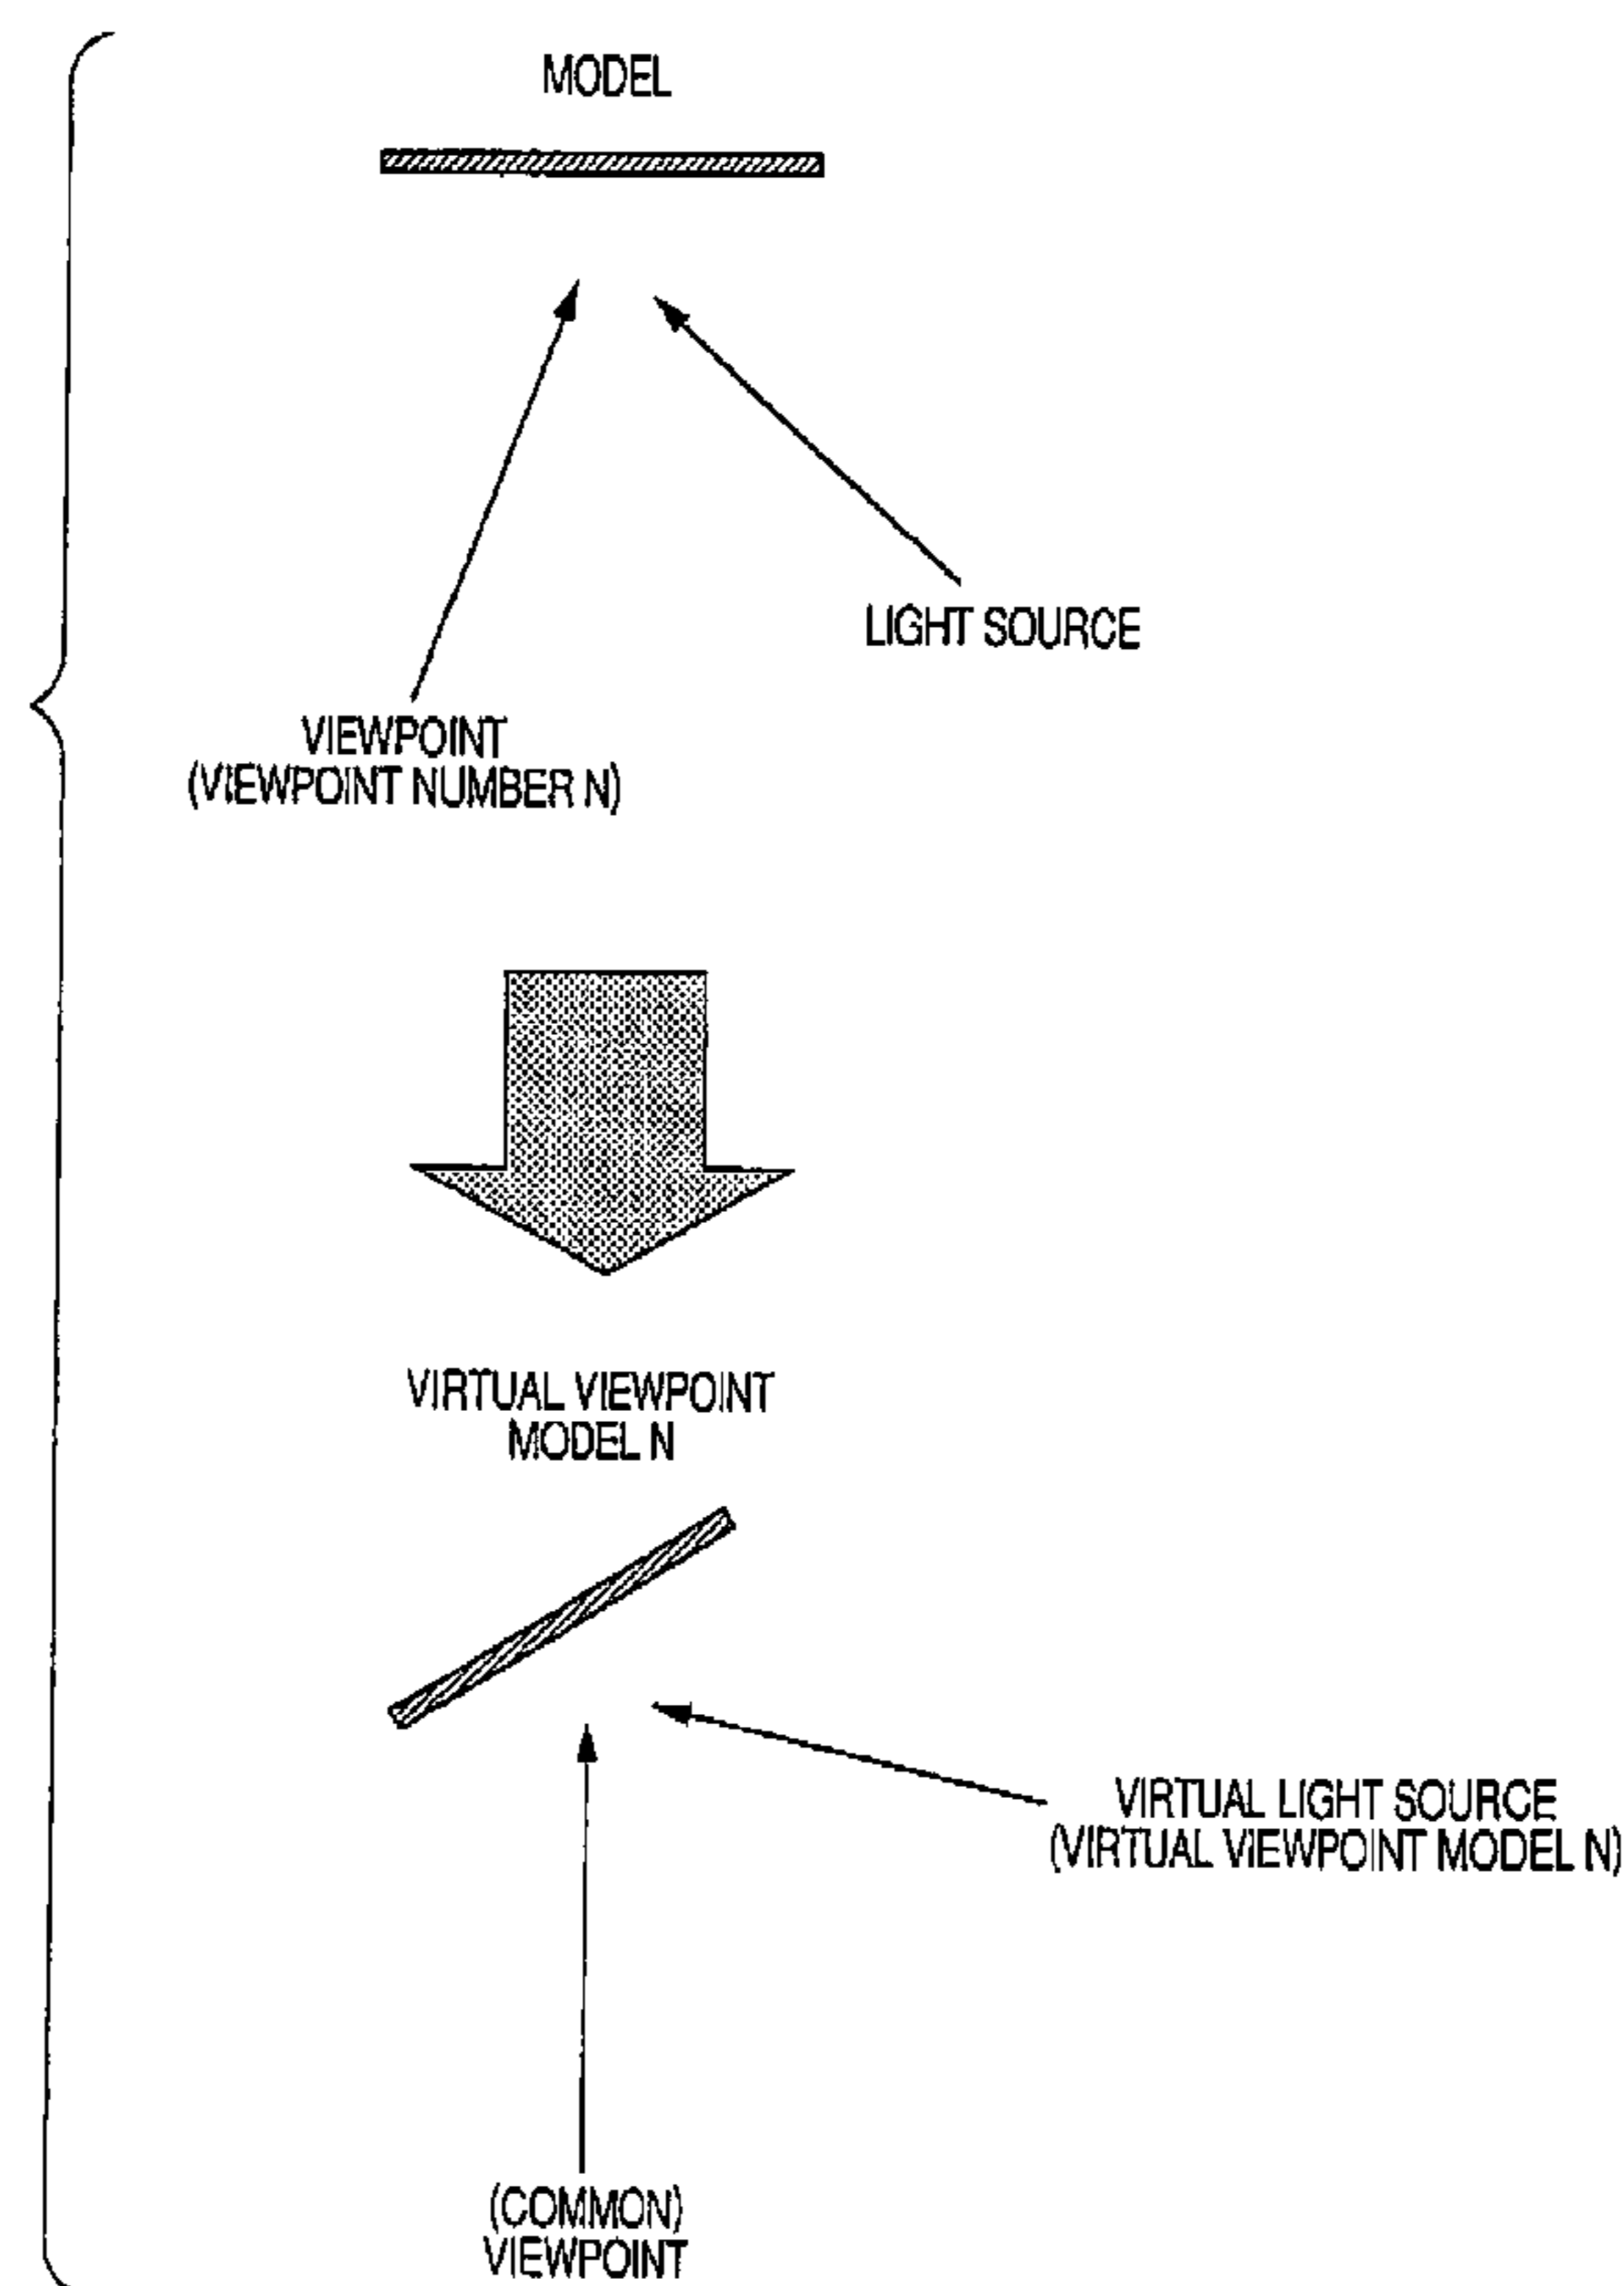 MODEL
LIGHT SOURCE
VIEWPOINT
(VIEWPOINT NUMBER N)
VIRTUAL VIEWPOINT
MODEL N
VIRTUAL LIGHT SOURCE
(VIRTUAL VIEWPOINT MODEL N)
(COMMON)
VIEWPOINT